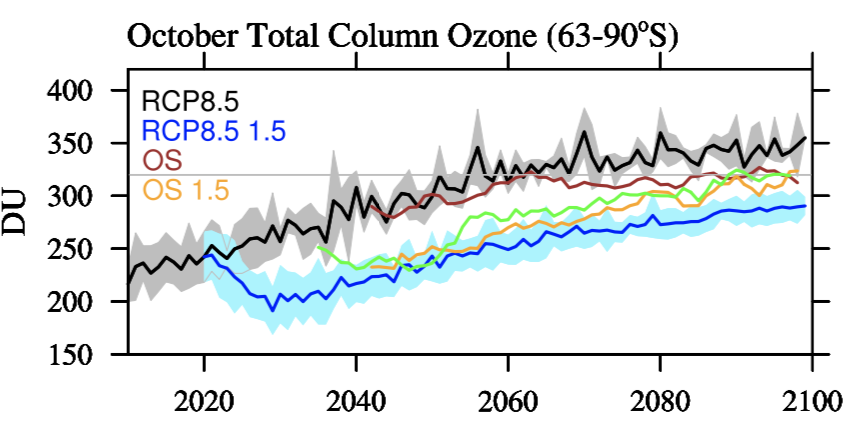 October Total Column Ozone (63-90°S)
400
350
300
250
200
150
DU
RCP8.5
RCP8.5 1.5
OS
OS 1.5
2020 2040 2060 2080 2100